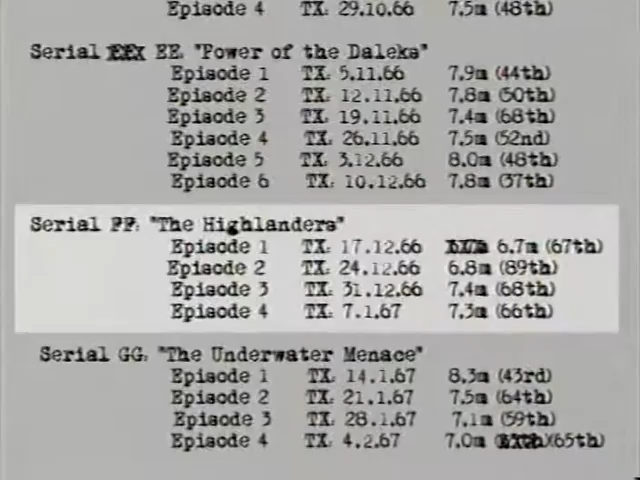 Episode 4 TX: 29.10.66 7.5m (48th)
Serial EE: "Power of the Daleks"
Episode 1 TX: 5.11.66 7.9m (44th)
Episode 2 TX: 12.11.66 7.8m (50th)
Episode 3 TX: 19.11.66 7.4m (68th)
Episode 4 TX: 26.11.66 7.5m (52nd)
Episode 5 TX: 3.12.66 8.0m (48th)
Episode 6 TX: 10.12.66 7.8m (37th)
Serial FF: "The Highlanders"
Episode 1 TX: 17.12.66 6.7m (67th)
Episode 2 TX: 24.12.66 6.8m (89th)
Episode 3 TX: 31.12.66 7.4m (68th)
Episode 4 TX: 7.1.67 7.3m (66th)
Serial GG: "The Underwater Menace"
Episode 1 TX: 14.1.67 8.3m (43rd)
Episode 2 TX: 21.1.67 7.5m (64th)
Episode 3 TX: 28.1.67 7.1m (59th)
Episode 4 TX: 4.2.67 7.0m (65th)